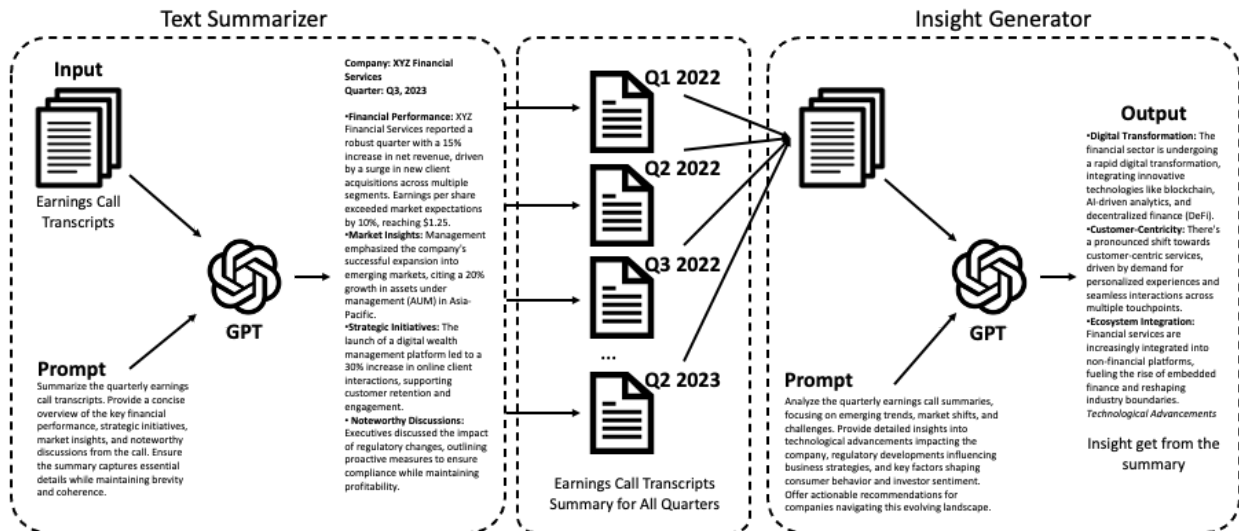 Text Summarizer
Input
Earnings Call
Transcripts
GPT
Prompt
Summarize the quarterly earnings
call transcripts. Provide a concise
overview of the key financial
performance, strategic initiatives,
market insights, and noteworthy
discussions from the call. Ensure
the summary captures essential
details while maintaining brevity
and coherence.
Company: XYZ Financial
Services
Quarter: Q3, 2023
•Financial Performance: XYZ
Financial Services reported a
robust quarter with a 15%
increase in net revenue, driven
by a surge in new client
acquisitions across multiple
segments. Earnings per share
exceeded market expectations
by 10%, reaching $1.25.
•Market Insights: Management
emphasized the company's
successful expansion into
emerging markets, citing a 20%
growth in assets under
management (AUM) in Asia-
Pacific.
•Strategic Initiatives: The
launch of a digital wealth
management platform led to a
30% increase in online client
interactions, supporting
customer retention and
engagement.
• Noteworthy Discussions:
Executives discussed the impact
of regulatory changes, outlining
proactive measures to ensure
compliance while maintaining
profitability.
Q1 2022
Q2 2022
Q3 2022
...
Q2 2023
Earnings Call Transcripts
Summary for All Quarters
Insight Generator
GPT
Prompt
Analyze the quarterly earnings call summaries,
focusing on emerging trends, market shifts, and
challenges. Provide detailed insights into
technological advancements impacting the
company, regulatory developments influencing
business strategies, and key factors shaping
consumer behavior and investor sentiment.
Offer actionable recommendations for
companies navigating this evolving landscape.
Output
•Digital Transformation: The
financial sector is undergoing
a rapid digital transformation,
integrating innovative
technologies like blockchain,
AI-driven analytics, and
decentralized finance (DeFi).
•Customer-Centricity: There's
a pronounced shift towards
customer-centric services,
driven by demand for
personalized experiences and
seamless interactions across
multiple touchpoints.
•Ecosystem Integration:
Financial services are
increasingly integrated into
non-financial platforms,
fueling the rise of embedded
finance and reshaping
industry boundaries.
Technological Advancements
Insight get from the
summary